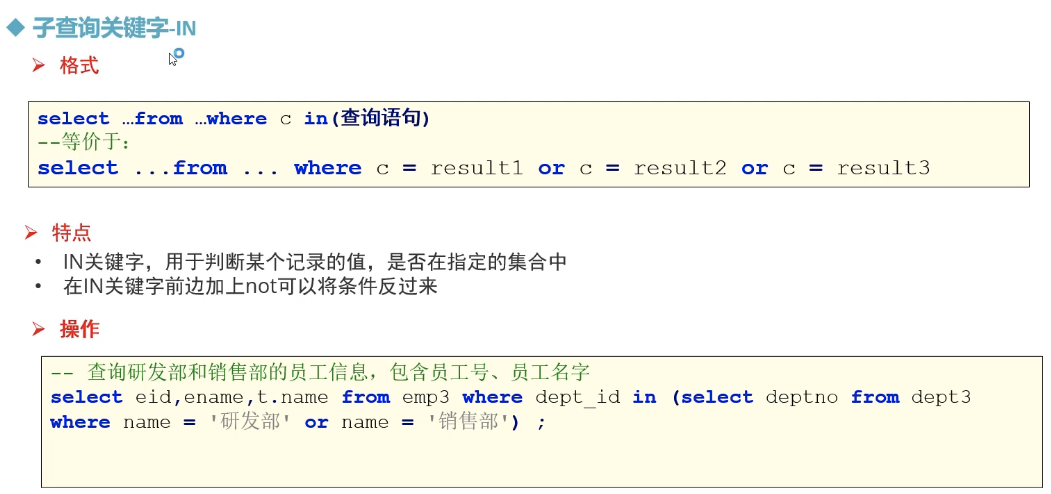 子查询关键字-IN
格式
select …from …where c in(查询语句)
--等价于:
select ...from ... where c = result1 or c = result2 or c = result3
特点
IN关键字，用于判断某个记录的值，是否在指定的集合中
在IN关键字前边加上not可以将条件反过来
操作
-- 查询研发部和销售部的员工信息，包含员工号、员工名字
select eid,ename,t.name from emp3 where dept_id in (select deptno from dept3
where name = '研发部' or name = '销售部') ;